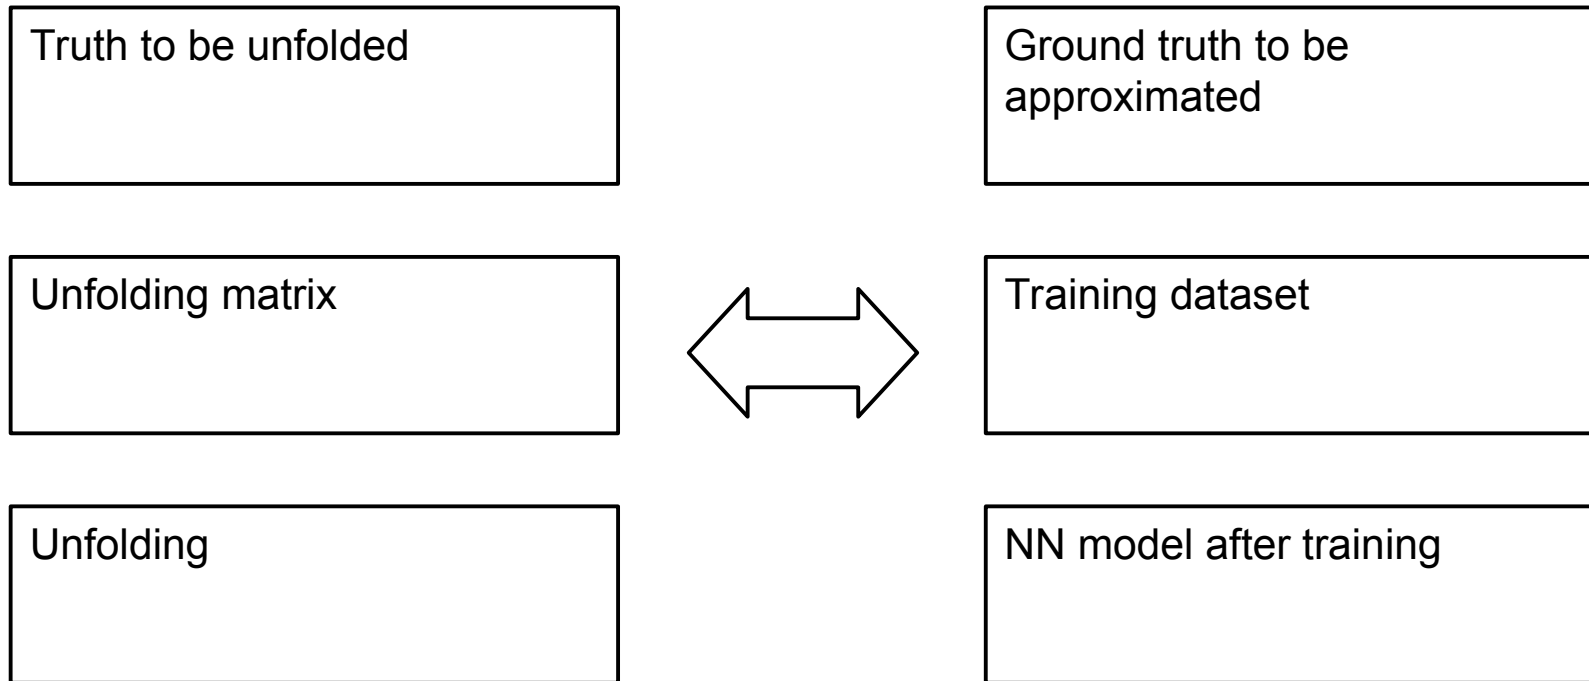 Truth to be unfolded
Ground truth to be
approximated
Unfolding matrix
Training dataset
Unfolding
NN model after training